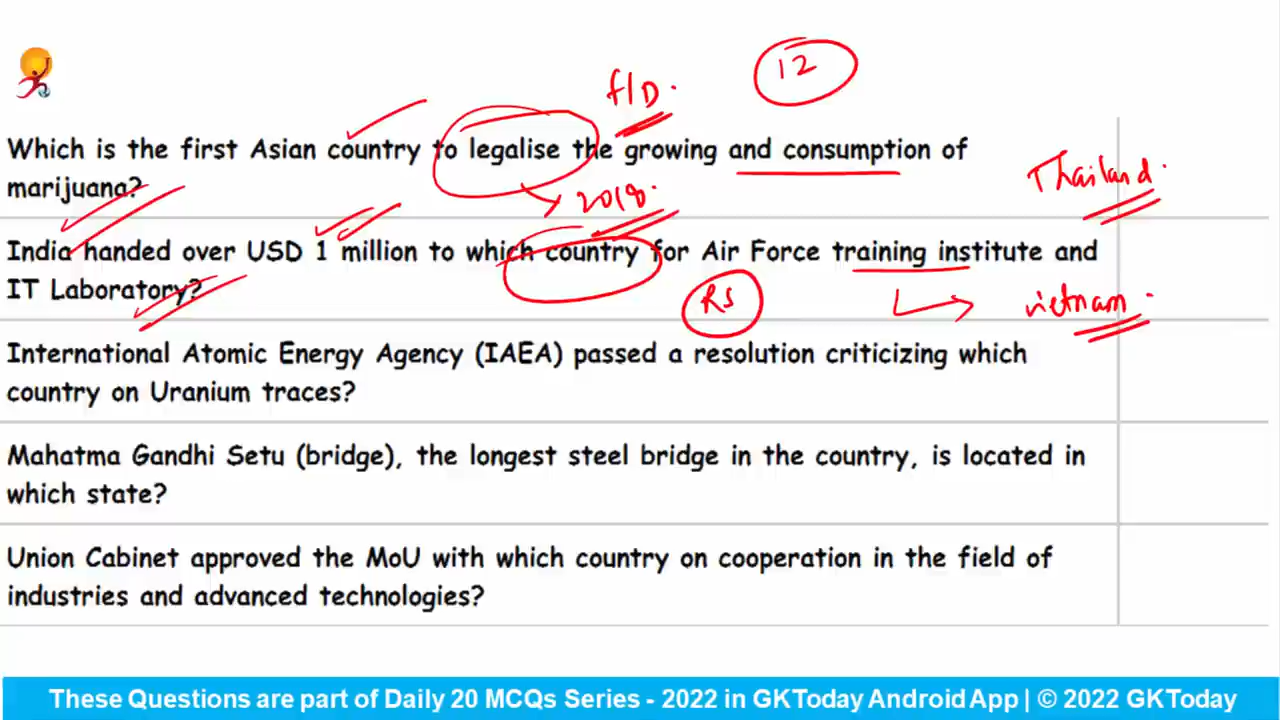 12
f/D.
Which is the first Asian country to legalise the growing and consumption of
marijuana?
Thailand.
2018.
India handed over USD 1 million to which country for Air Force training institute and
IT Laboratory?
RS
vietnam.
International Atomic Energy Agency (IAEA) passed a resolution criticizing which
country on Uranium traces?
Mahatma Gandhi Setu (bridge), the longest steel bridge in the country, is located in
which state?
Union Cabinet approved the MoU with which country on cooperation in the field of
industries and advanced technologies?
These Questions are part of Daily 20 MCQs Series - 2022 in GKToday Android App | © 2022 GKToday